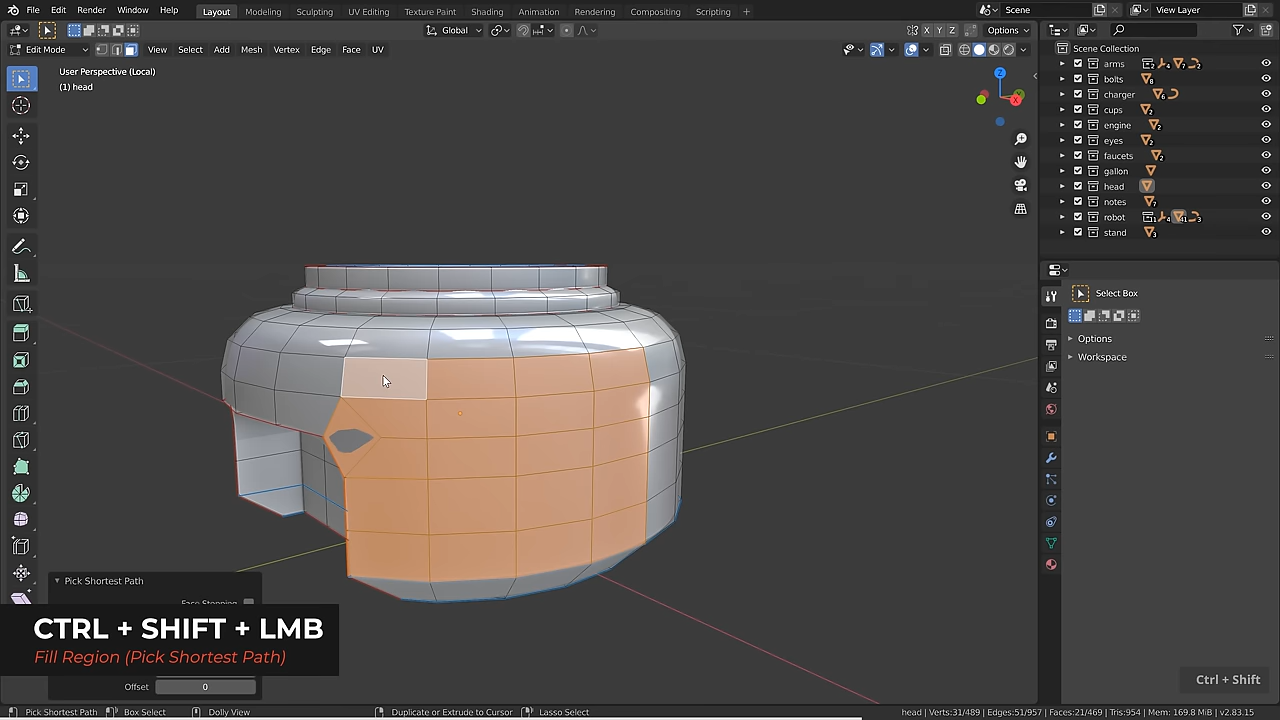 File Edit Render Window Help Layout Modeling Sculpting UV Editing Texture Paint Shading Animation Rendering Compositing Scripting + Scene View Layer
Global X Y Z Options
Edit Mode View Select Add Mesh Vertex Edge Face UV
User Perspective (Local)
(1) head
Z
X
Scene Collection
arms
bolts
charger
cups
engine
eyes
faucets
gallon
head
notes
robot
stand
Select Box
Options
Workspace
Pick Shortest Path
Face Stepping
CTRL + SHIFT + LMB
Fill Region (Pick Shortest Path)
Offset 0
Ctrl + Shift
Pick Shortest Path Box Select Dolly View Duplicate or Extrude to Cursor Lasso Select head | Verts:31/489 | Edges:51/957 | Faces:21/469 | Tris:954 | Mem: 169.8 MiB | v2.83.15